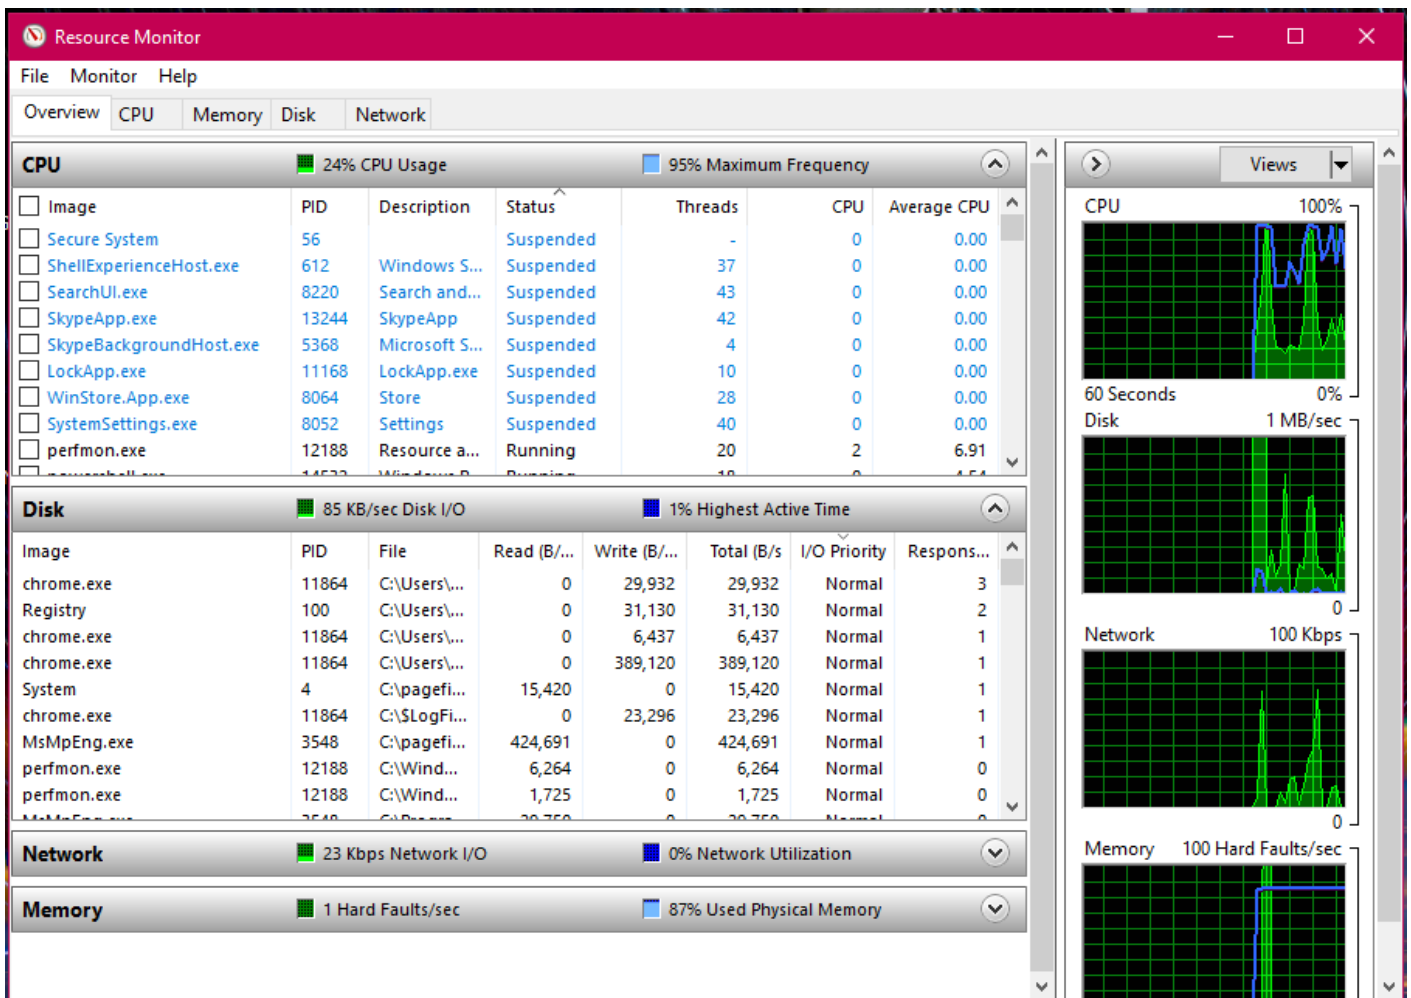 Resource Monitor
File Monitor Help
Overview CPU Memory Disk Network
CPU 24% CPU Usage 95% Maximum Frequency
Image PID Description Status Threads CPU Average CPU
Secure System 56 Suspended - 0 0.00
ShellExperienceHost.exe 612 Windows S... Suspended 37 0 0.00
SearchUI.exe 8220 Search and... Suspended 43 0 0.00
SkypeApp.exe 13244 SkypeApp Suspended 42 0 0.00
SkypeBackgroundHost.exe 5368 Microsoft S... Suspended 4 0 0.00
LockApp.exe 11168 LockApp.exe Suspended 10 0 0.00
WinStore.App.exe 8064 Store Suspended 28 0 0.00
SystemSettings.exe 8052 Settings Suspended 40 0 0.00
perfmon.exe 12188 Resource a... Running 20 2 6.91
Disk 85 KB/sec Disk I/O 1% Highest Active Time
Image PID File Read (B/... Write (B/... Total (B/s I/O Priority Respons...
chrome.exe 11864 C:\Users\... 0 29,932 29,932 Normal 3
Registry 100 C:\Users\... 0 31,130 31,130 Normal 2
chrome.exe 11864 C:\Users\... 0 6,437 6,437 Normal 1
chrome.exe 11864 C:\Users\... 0 389,120 389,120 Normal 1
System 4 C:\pagefi... 15,420 0 15,420 Normal 1
chrome.exe 11864 C:\$LogFi... 0 23,296 23,296 Normal 1
MsMpEng.exe 3548 C:\pagefi... 424,691 0 424,691 Normal 1
perfmon.exe 12188 C:\Wind... 6,264 0 6,264 Normal 0
perfmon.exe 12188 C:\Wind... 1,725 0 1,725 Normal 0
Network 23 Kbps Network I/O 0% Network Utilization
Memory 1 Hard Faults/sec 87% Used Physical Memory
Views
CPU 100%
60 Seconds 0%
Disk 1 MB/sec
0
Network 100 Kbps
0
Memory 100 Hard Faults/sec